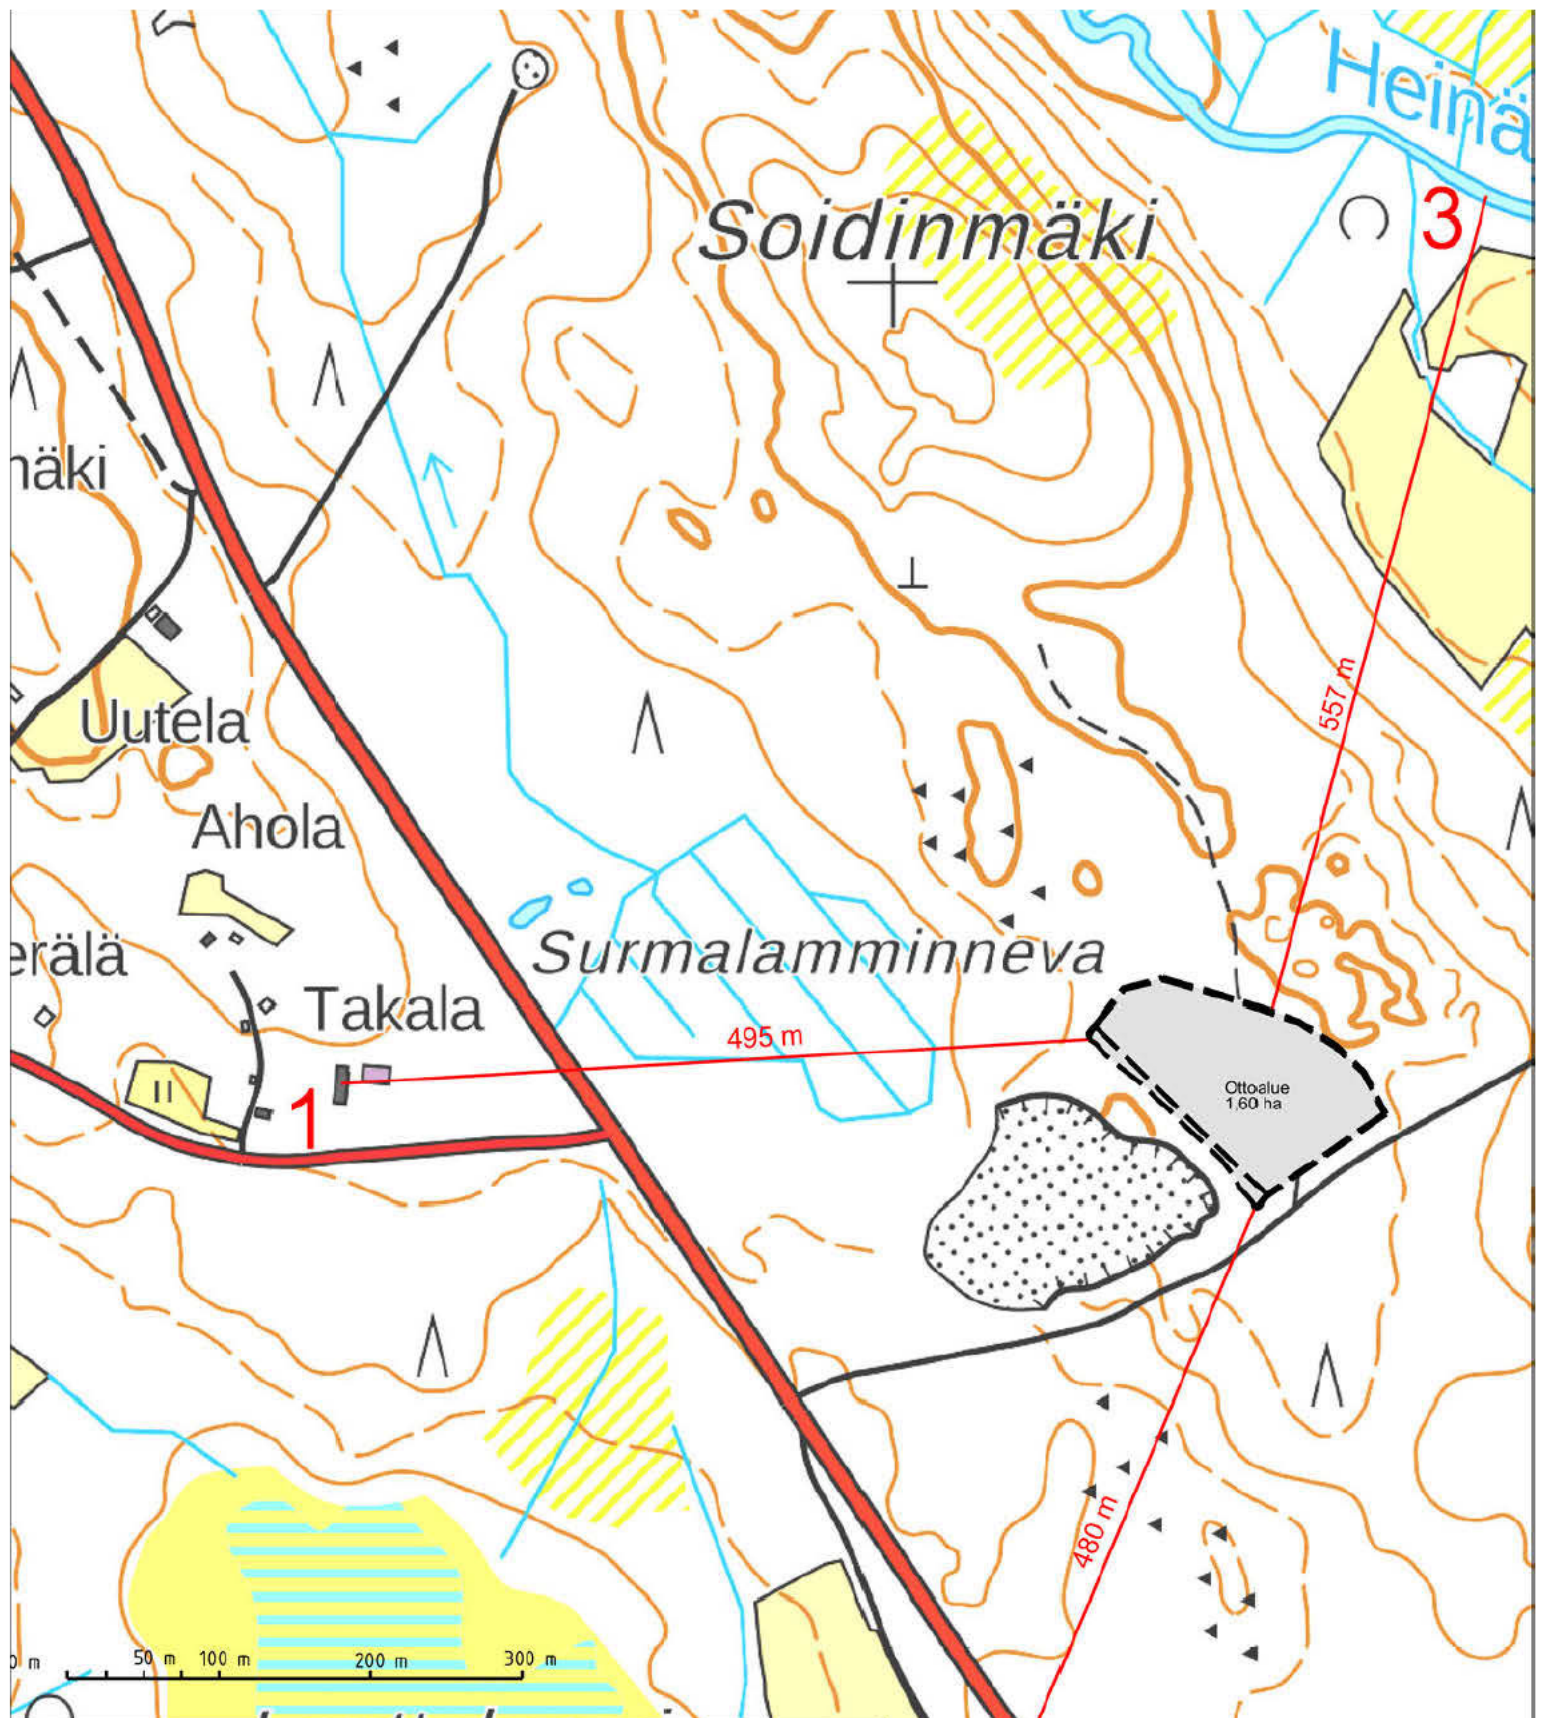 Heinä
Soidinmäki
3
näki
557 m
Uutela
Ahola
Surmalamminneva
erälä
Takala
495 m
Ottoalue
1,60 ha
1
480 m
0 m 50 m 100 m 200 m 300 m